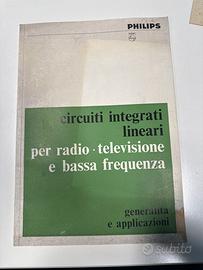 PHILIPS
circuiti integrati
lineari
per radio · televisione
e bassa frequenza
generalità
e applicazioni
subito